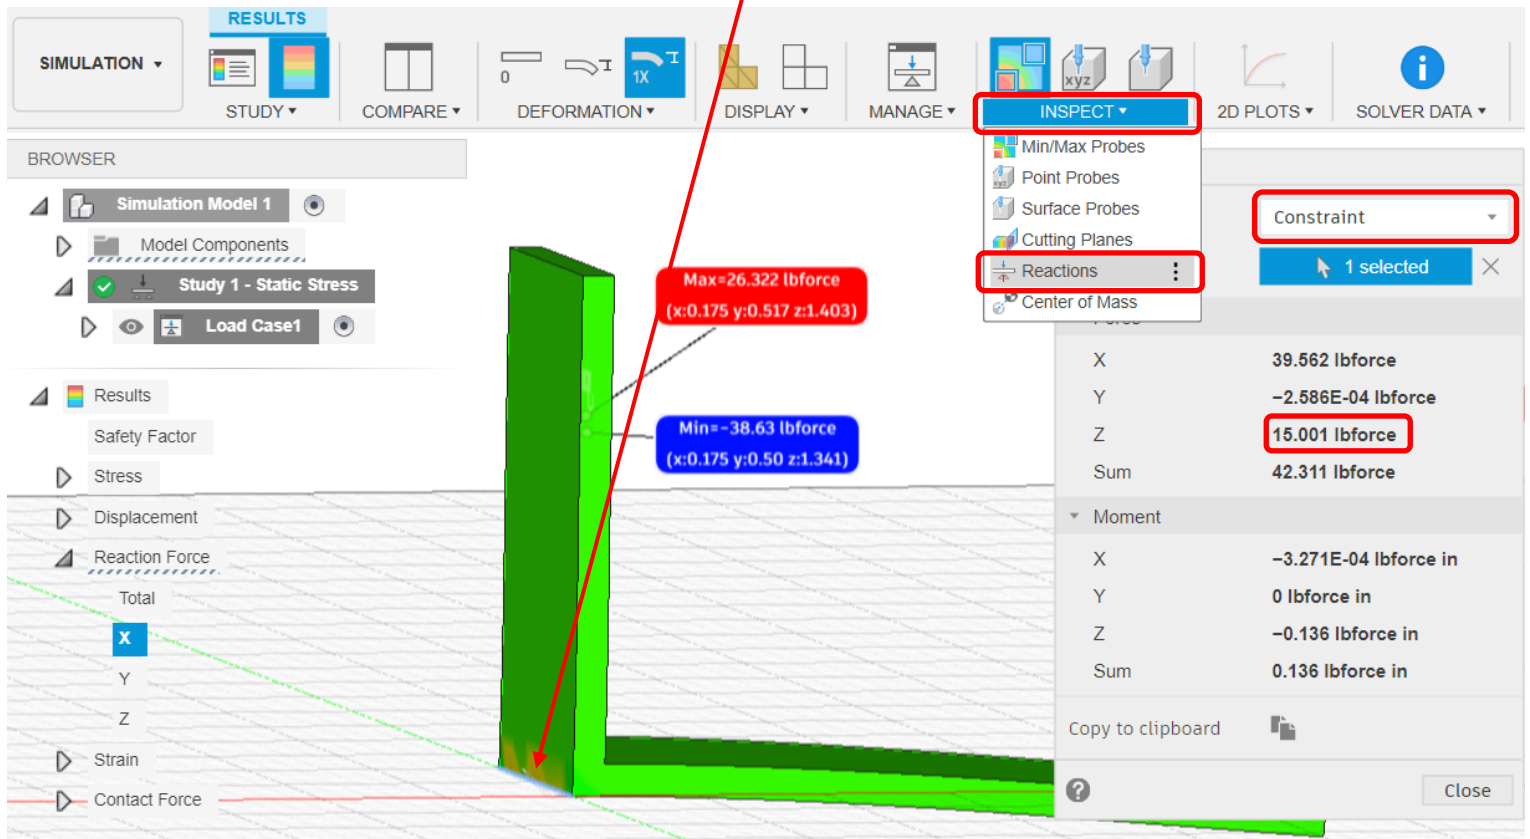 RESULTS
SIMULATION
0
1X
xyz
i
STUDY
COMPARE
DEFORMATION
DISPLAY
MANAGE
INSPECT
2D PLOTS
SOLVER DATA
BROWSER
Simulation Model 1
Model Components
Study 1 - Static Stress
Load Case1
Results
Safety Factor
Stress
Displacement
Reaction Force
Total
X
Y
Z
Strain
Contact Force
Max=26.322 lbforce
(x:0.175 y:0.517 z:1.403)
Min=-38.63 lbforce
(x:0.175 y:0.50 z:1.341)
Min/Max Probes
xyz
Point Probes
Surface Probes
Cutting Planes
Reactions
Center of Mass
Constraint
1 selected
Force
X 39.562 lbforce
Y −2.586E-04 lbforce
Z 15.001 lbforce
Sum 42.311 lbforce
Moment
X −3.271E-04 lbforce in
Y 0 lbforce in
Z −0.136 lbforce in
Sum 0.136 lbforce in
Copy to clipboard
?
Close